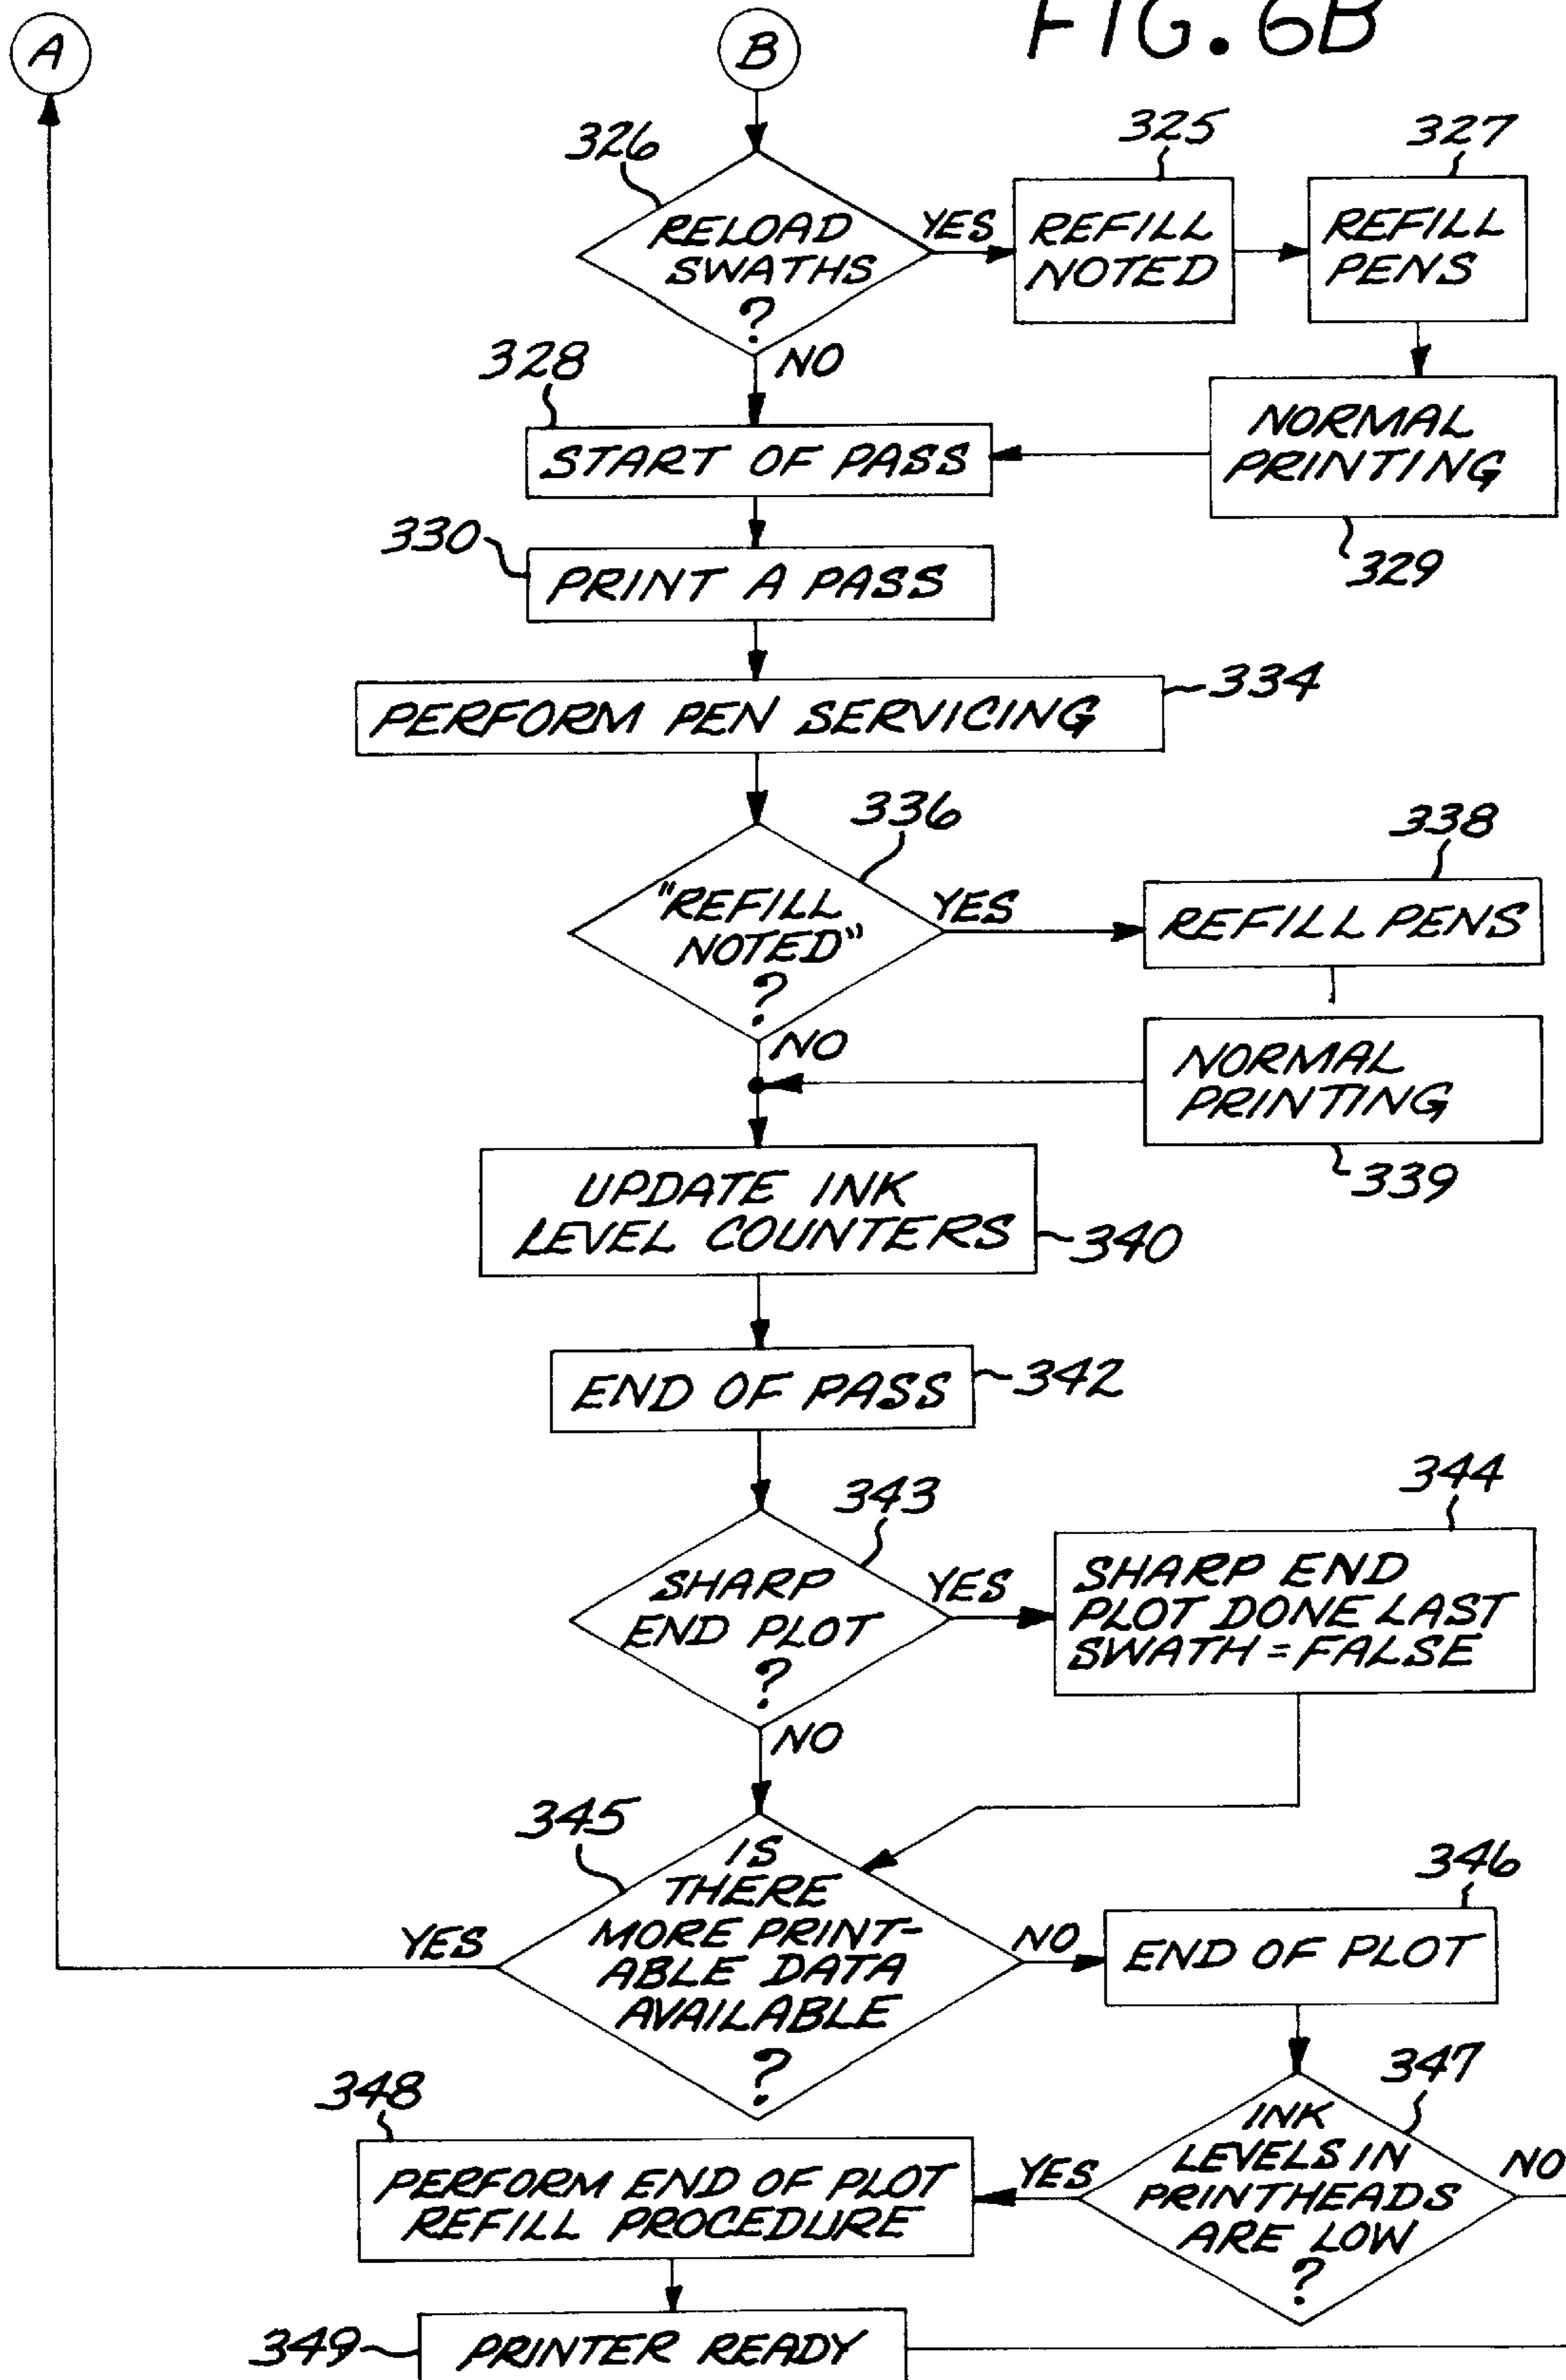 FIG. 6B
A
B
326
RELOAD
SWATHS
?
YES
325
REFILL
NOTED
327
REFILL
PENS
NO
328
START OF PASS
NORMAL
PRINTING
329
330
PRINT A PASS
334
PERFORM PEN SERVICING
336
"REFILL
NOTED"
?
YES
338
REFILL PENS
NO
NORMAL
PRINTING
339
UPDATE INK
LEVEL COUNTERS
340
END OF PASS
342
343
SHARP
END PLOT
?
YES
344
SHARP END
PLOT DONE LAST
SWATH = FALSE
NO
345
IS
THERE
MORE PRINT-
ABLE DATA
AVAILABLE
?
YES
NO
346
END OF PLOT
347
INK
LEVELS IN
PRINTHEADS
ARE LOW
?
YES
NO
348
PERFORM END OF PLOT
REFILL PROCEDURE
349
PRINTER READY